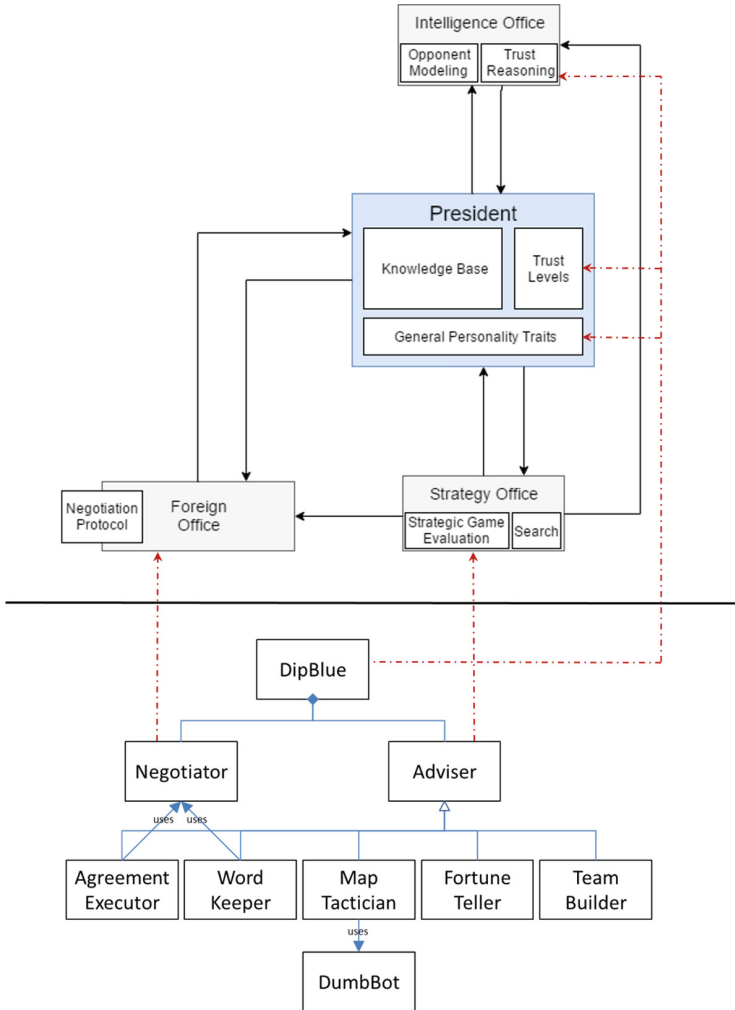 Intelligence Office
Opponent
Modeling
Trust
Reasoning
President
Knowledge Base
Trust
Levels
General Personality Traits
Negotiation
Protocol
Foreign
Office
Strategy Office
Strategic Game
Evaluation
Search
DipBlue
Negotiator
Adviser
uses
uses
Agreement
Executor
Word
Keeper
Map
Tactician
Fortune
Teller
Team
Builder
uses
DumbBot